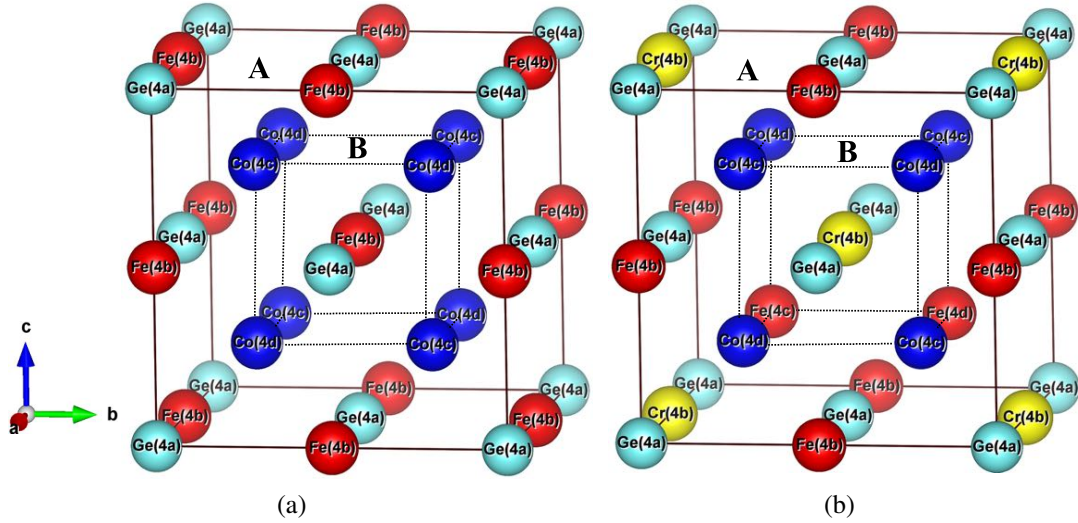 Ge(4a) Fe(4b) Ge(4a)
Fe(4b) Ge(4a) Fe(4b)
A
Ge(4a) Fe(4b) Ge(4a)
Co(4d) Co(4c)
B
Co(4c) Co(4d)
Fe(4b) Ge(4a) Fe(4b)
Ge(4a) Fe(4b) Ge(4a)
Fe(4b) Ge(4a) Fe(4b)
Co(4c) Co(4d)
Co(4d) Co(4c)
Ge(4a) Fe(4b) Ge(4a)
Fe(4b) Ge(4a) Fe(4b)
Ge(4a) Fe(4b) Ge(4a)
c
b
a
(a)
Ge(4a) Fe(4b) Ge(4a)
Cr(4b) Ge(4a) Cr(4b)
A
Ge(4a) Fe(4b) Ge(4a)
Co(4d) Co(4c)
B
Co(4c) Co(4d)
Fe(4b) Ge(4a) Fe(4b)
Ge(4a) Cr(4b) Ge(4a)
Fe(4b) Ge(4a) Fe(4b)
Fe(4c) Fe(4d)
Co(4d) Co(4c)
Ge(4a) Fe(4b) Ge(4a)
Cr(4b) Ge(4a) Cr(4b)
Ge(4a) Fe(4b) Ge(4a)
(b)